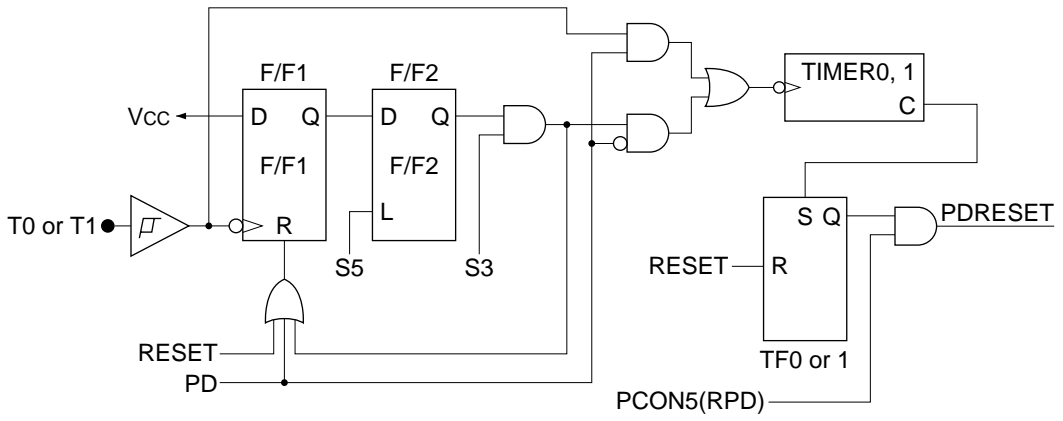 F/F1
F/F2
TIMER0, 1
C
VCC
D
Q
D
Q
F/F1
F/F2
T0 or T1
R
L
S5
S3
S
Q
PDRESET
RESET
R
RESET
PD
TF0 or 1
PCON5(RPD)